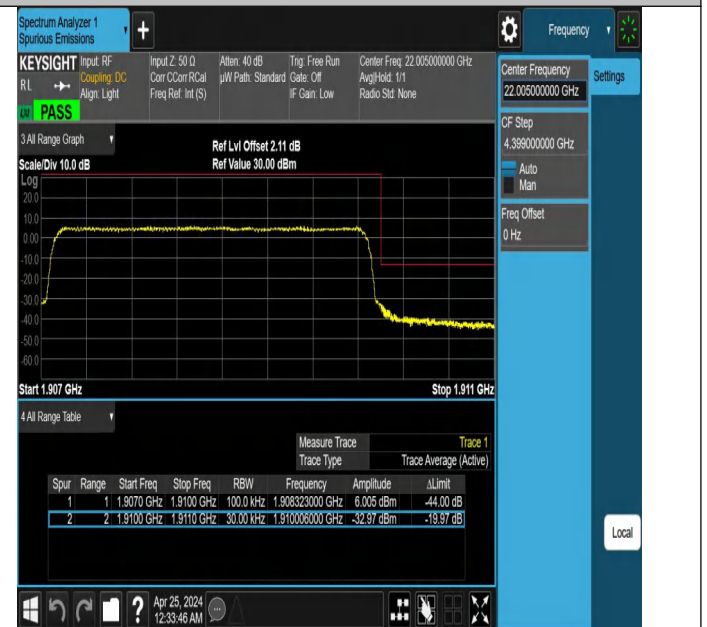 Spectrum Analyzer 1
Spurious Emissions
+
Frequency
KEYSIGHT
RL
PASS
Input: RF
Coupling: DC
Align: Light
Input Z: 50 Ω
Corr CCorr RCal
Freq Ref: Int (S)
Atten: 40 dB
µW Path: Standard
Trig: Free Run
Gate: Off
IF Gain: Low
Center Freq: 22.005000000 GHz
Avg|Hold: 1/1
Radio Std: None
Center Frequency
22.005000000 GHz
Settings
CF Step
4.399000000 GHz
Auto
Man
Freq Offset
0 Hz
3 All Range Graph
Scale/Div 10.0 dB
Ref Lvl Offset 2.11 dB
Ref Value 30.00 dBm
Log
20.0
10.0
0.00
-10.0
-20.0
-30.0
-40.0
-50.0
-60.0
Start 1.907 GHz
Stop 1.911 GHz
4 All Range Table
Measure Trace Trace 1
Trace Type Trace Average (Active)
Spur Range Start Freq Stop Freq RBW Frequency Amplitude ΔLimit
1 1 1.9070 GHz 1.9100 GHz 100.0 kHz 1.908323000 GHz 6.005 dBm -44.00 dB
2 2 1.9100 GHz 1.9110 GHz 30.00 kHz 1.910006000 GHz -32.97 dBm -19.97 dB
Local
?
Apr 25, 2024
12:33:46 AM